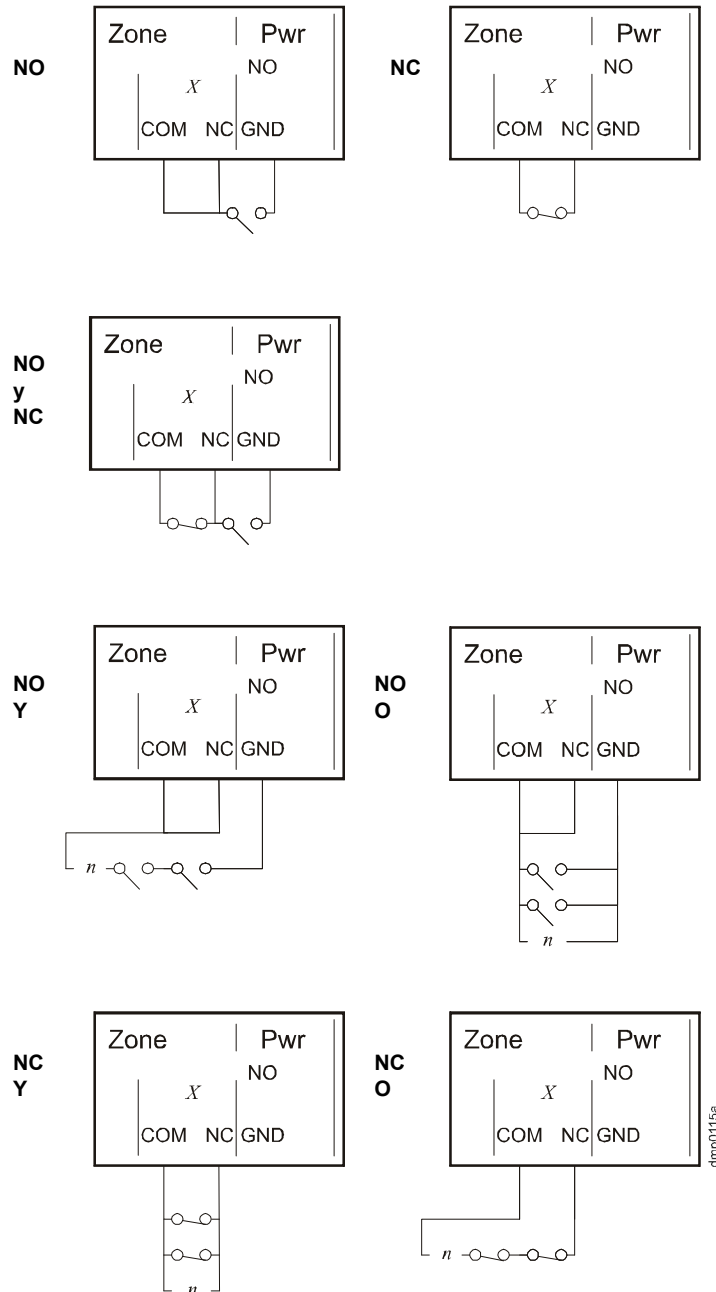 NO
Zone | Pwr
NO
X
COM NC GND
NC
Zone | Pwr
NO
X
COM NC GND
NO
y
NC
Zone | Pwr
NO
X
COM NC GND
NO
Y
Zone | Pwr
NO
X
COM NC GND
n
NO
O
Zone | Pwr
NO
X
COM NC GND
n
NC
Y
Zone | Pwr
NO
X
COM NC GND
n
NC
O
Zone | Pwr
NO
X
COM NC GND
n
dmp0115a